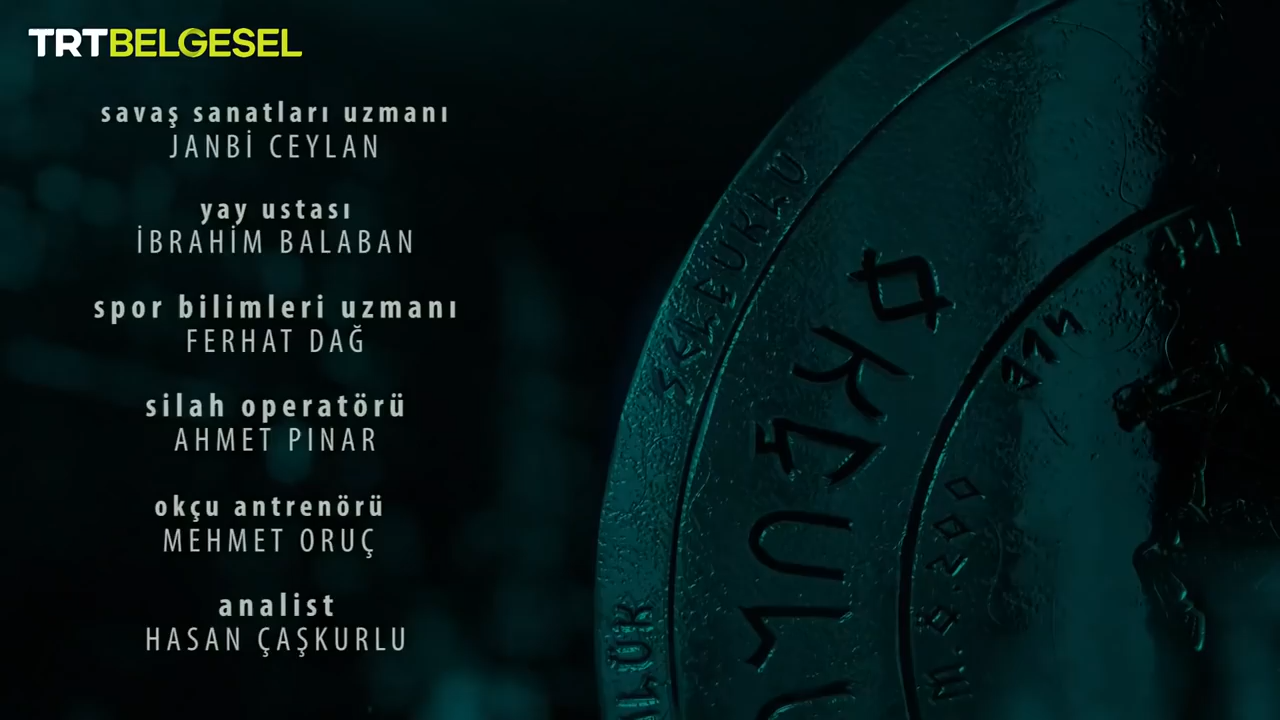 TRTBELGESEL
savaş sanatları uzmanı
JANBİ CEYLAN
yay ustası
İBRAHİM BALABAN
spor bilimleri uzmanı
FERHAT DAĞ
silah operatörü
AHMET PINAR
okçu antrenörü
MEHMET ORUÇ
analist
HASAN ÇAŞKURLU
SELÇUKLU